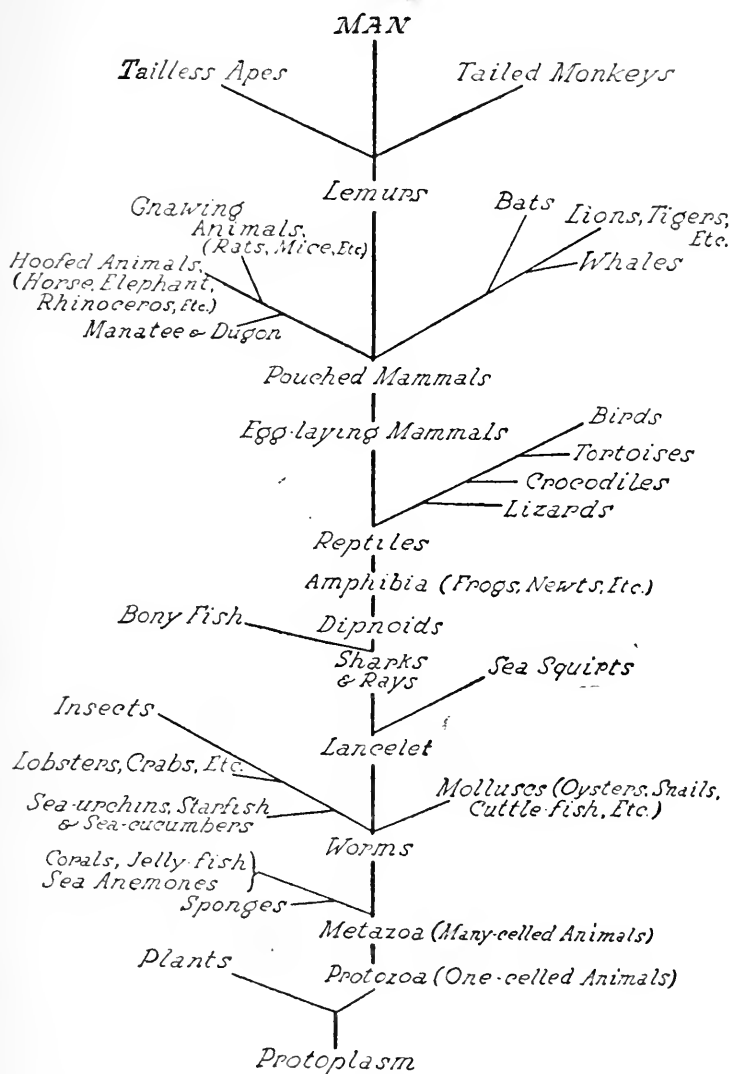 MAN
Tailless Apes
Tailed Monkeys
Lemurs
Gnawing
Animals,
(Rats, Mice, Etc)
Hoofed Animals,
(Horse, Elephant,
Rhinoceros, Etc.)
Manatee & Dugon
Bats
Lions, Tigers,
Etc.
Whales
Pouched Mammals
Egg-laying Mammals
Birds
Tortoises
Crocodiles
Lizards
Reptiles
Amphibia (Frogs, Newts, Etc.)
Bony Fish
Dipnoids
Sharks
& Rays
Sea Squirts
Insects
Lancelet
Lobsters, Crabs, Etc.
Sea-urchins, Starfish
& Sea-cucumbers
Molluscs (Oysters, Snails,
Cuttle-fish, Etc.)
Worms
Corals, Jelly-fish
Sea Anemones
Sponges
Metazoa (Many-celled Animals)
Plants
Protozoa (One-celled Animals)
Protoplasm